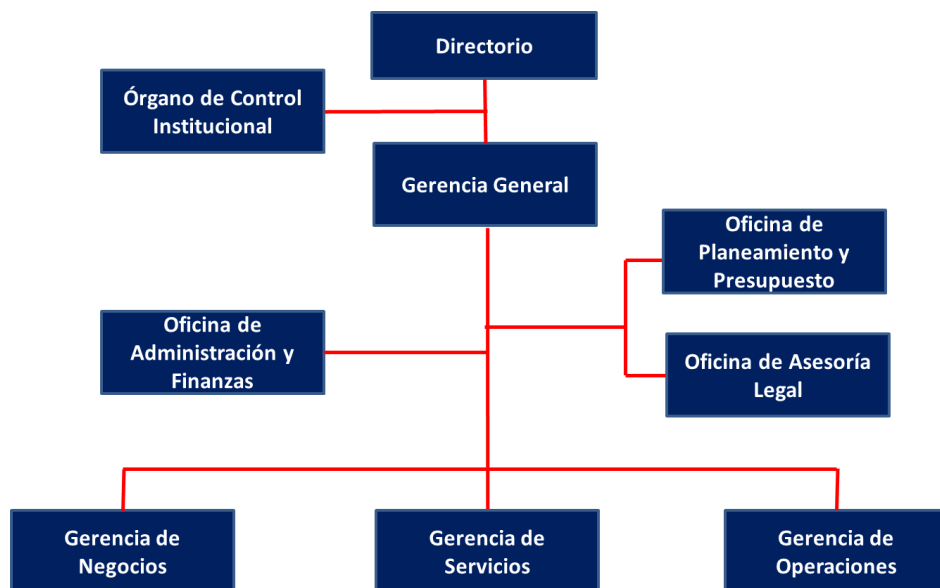 Directorio
Órgano de Control
Institucional
Gerencia General
Oficina de
Planeamiento y
Presupuesto
Oficina de
Administración y
Finanzas
Oficina de Asesoría
Legal
Gerencia de
Negocios
Gerencia de
Servicios
Gerencia de
Operaciones